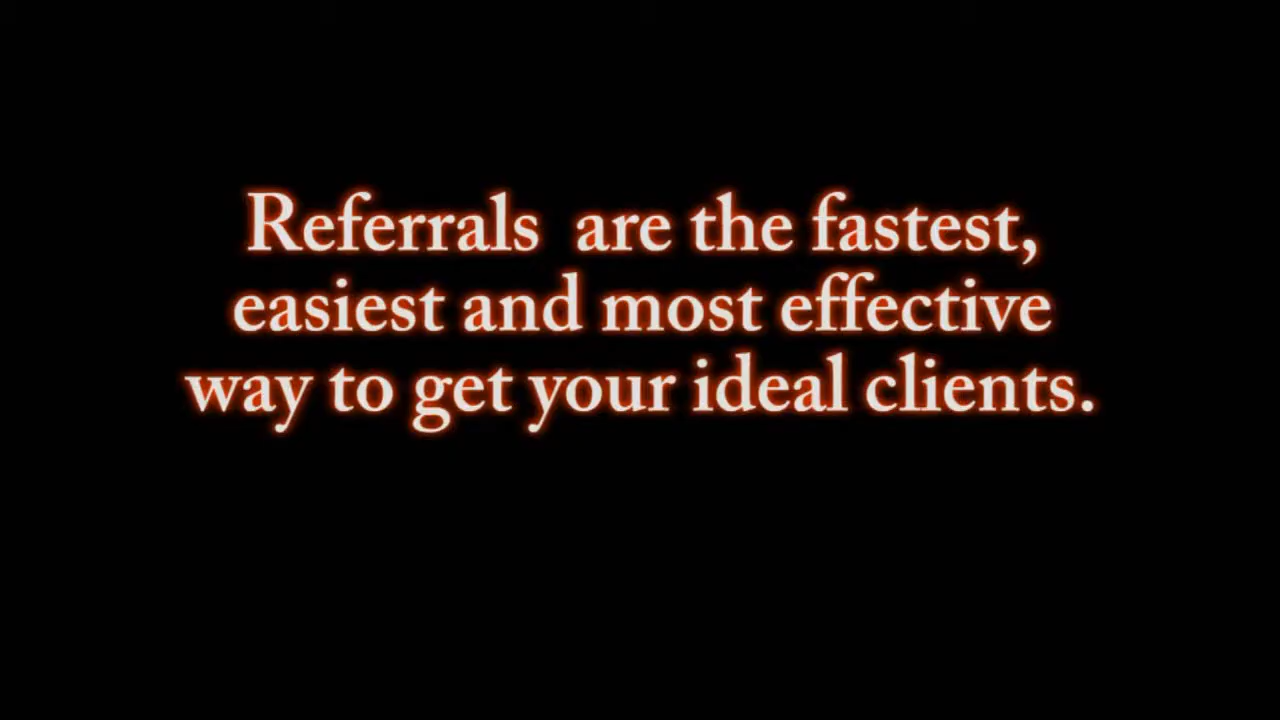 Referrals  are the fastest,
easiest and most effective
way to get your ideal clients.